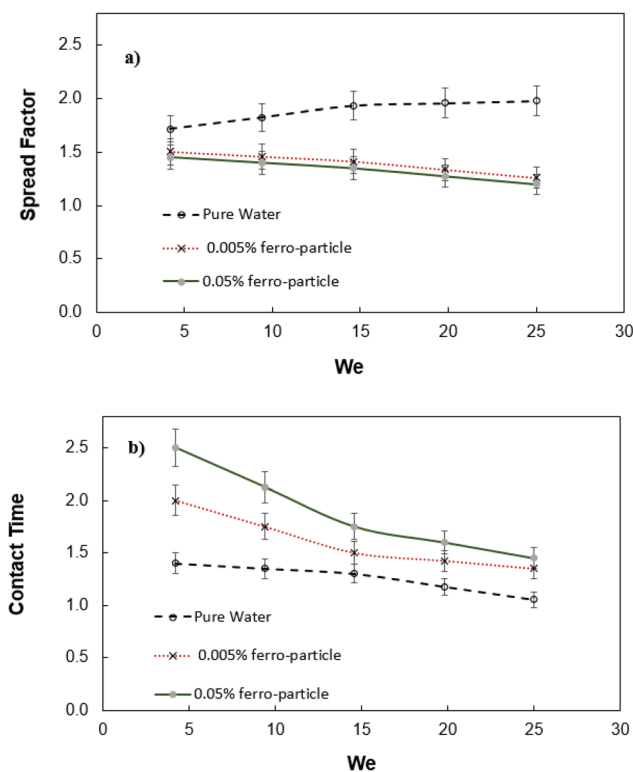 a)
2.5
2.0
1.5
1.0
0.5
0.0
Spread Factor
Pure Water
0.005% ferro-particle
0.05% ferro-particle
0 5 10 15 20 25 30
We
b)
2.5
2.0
1.5
1.0
0.5
0.0
Contact Time
Pure Water
0.005% ferro-particle
0.05% ferro-particle
0 5 10 15 20 25 30
We